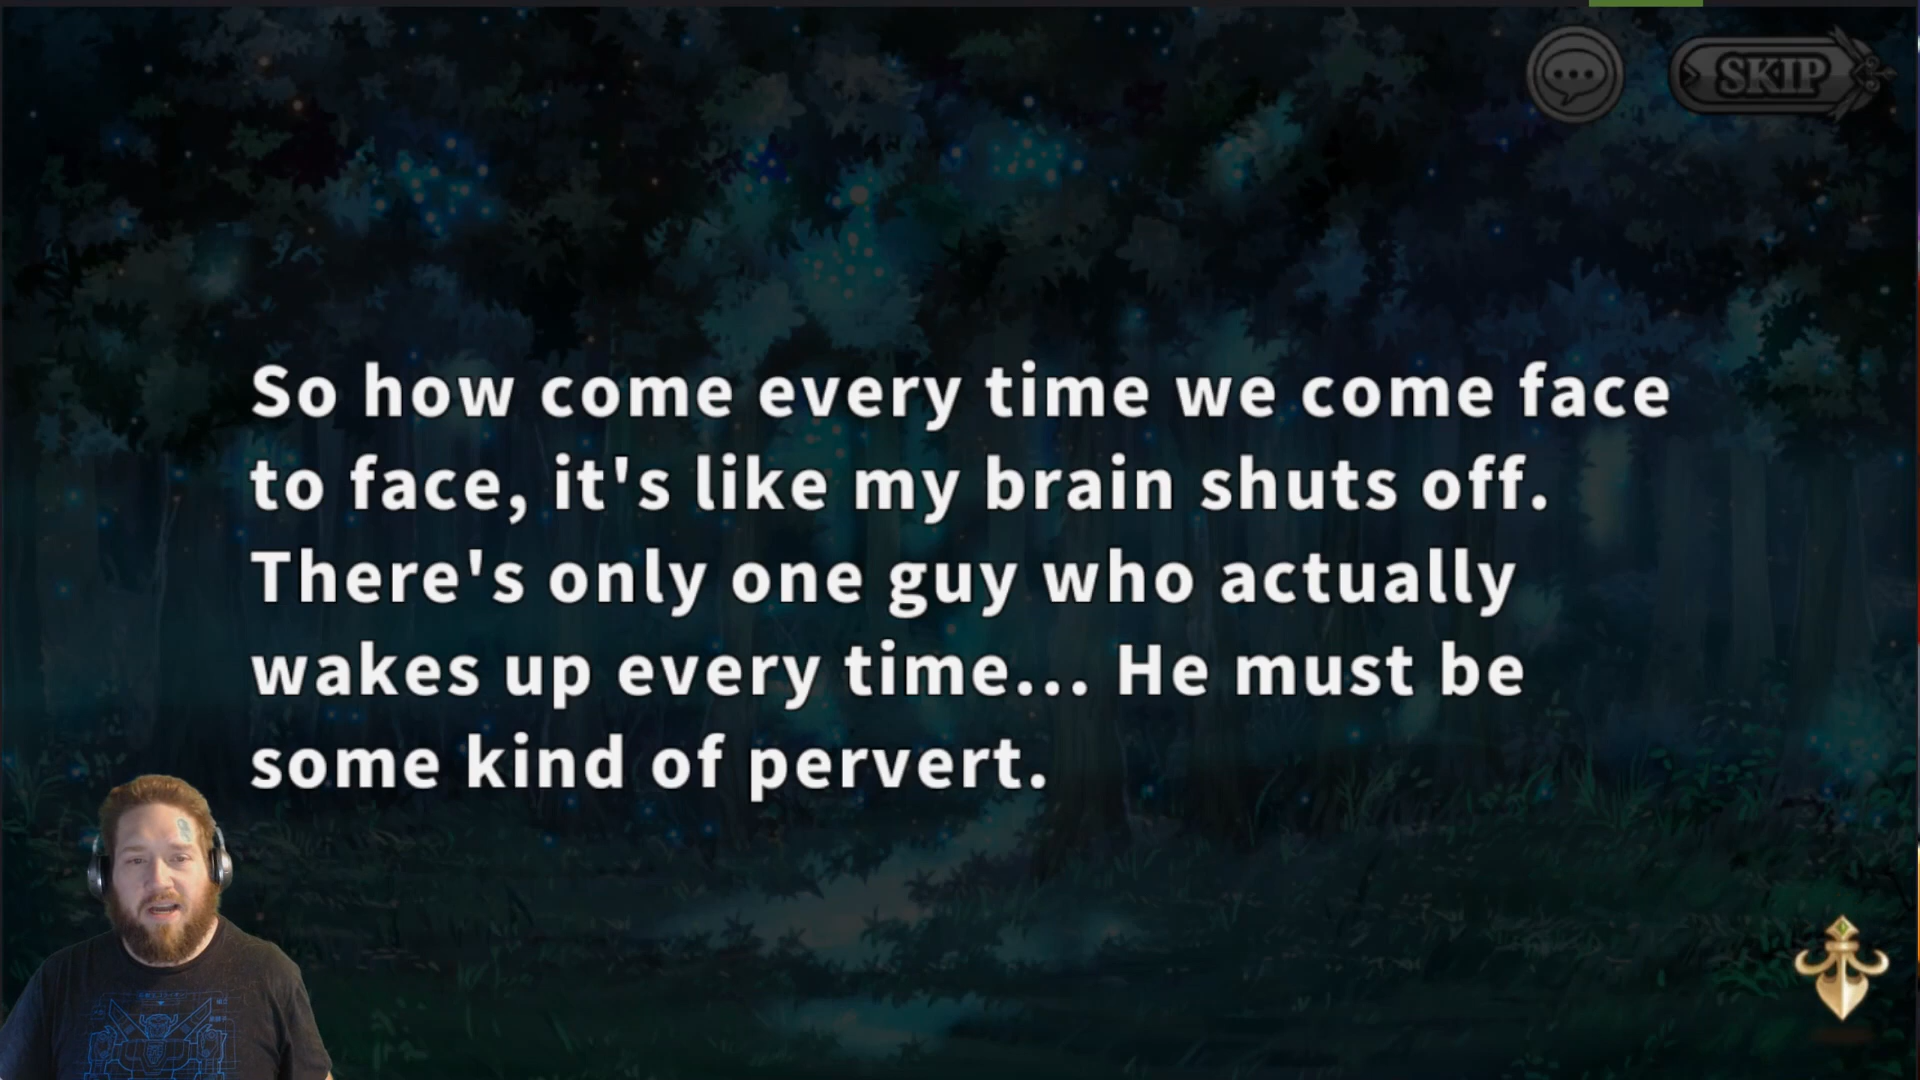 SKIP
So how come every time we come face
to face, it's like my brain shuts off.
There's only one guy who actually
wakes up every time... He must be
some kind of pervert.